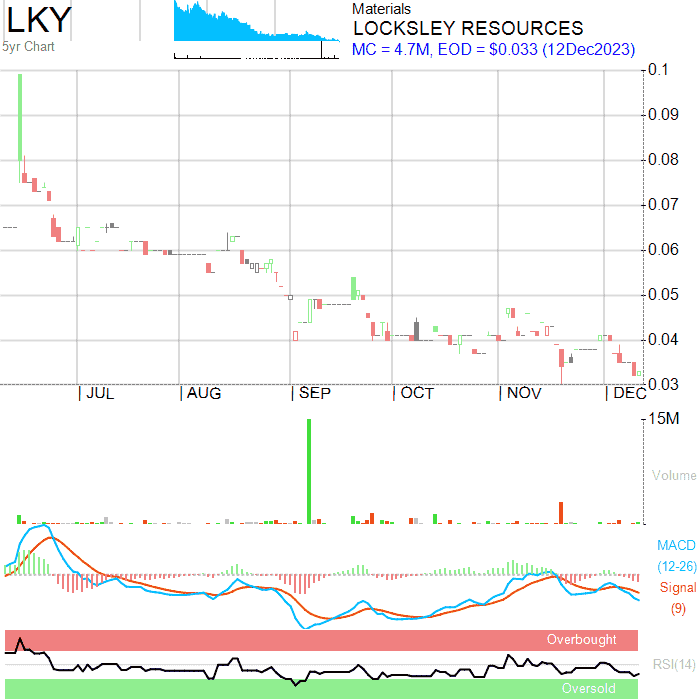 LKY
5yr Chart
Materials
LOCKSLEY RESOURCES
MC = 4.7M, EOD = $0.033 (12Dec2023)
0.1
0.09
0.08
0.07
0.06
0.05
0.04
0.03
JUL AUG SEP OCT NOV DEC
15M
Volume
MACD
(12-26)
Signal
(9)
Overbought
RSI(14)
Oversold